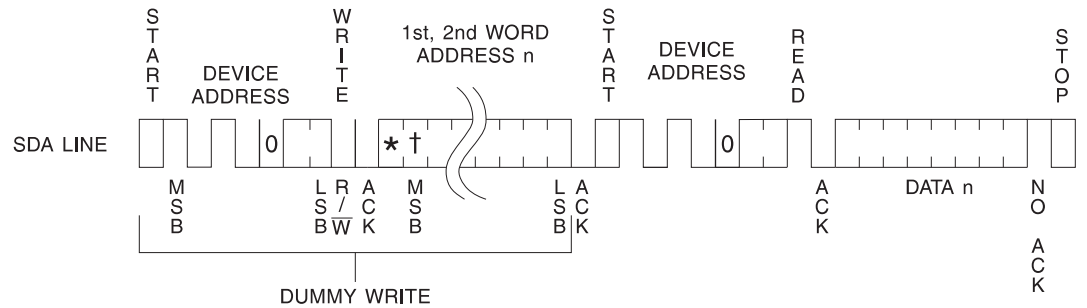 START
WRITE
1st, 2nd WORD
ADDRESS n
START
DEVICE
ADDRESS
READ
STOP
DEVICE
ADDRESS
SDA LINE
0
* †
0
MSB
LSB
R/W̅
ACK
MSB
LSB
ACK
ACK
DATA n
NO ACK
DUMMY WRITE